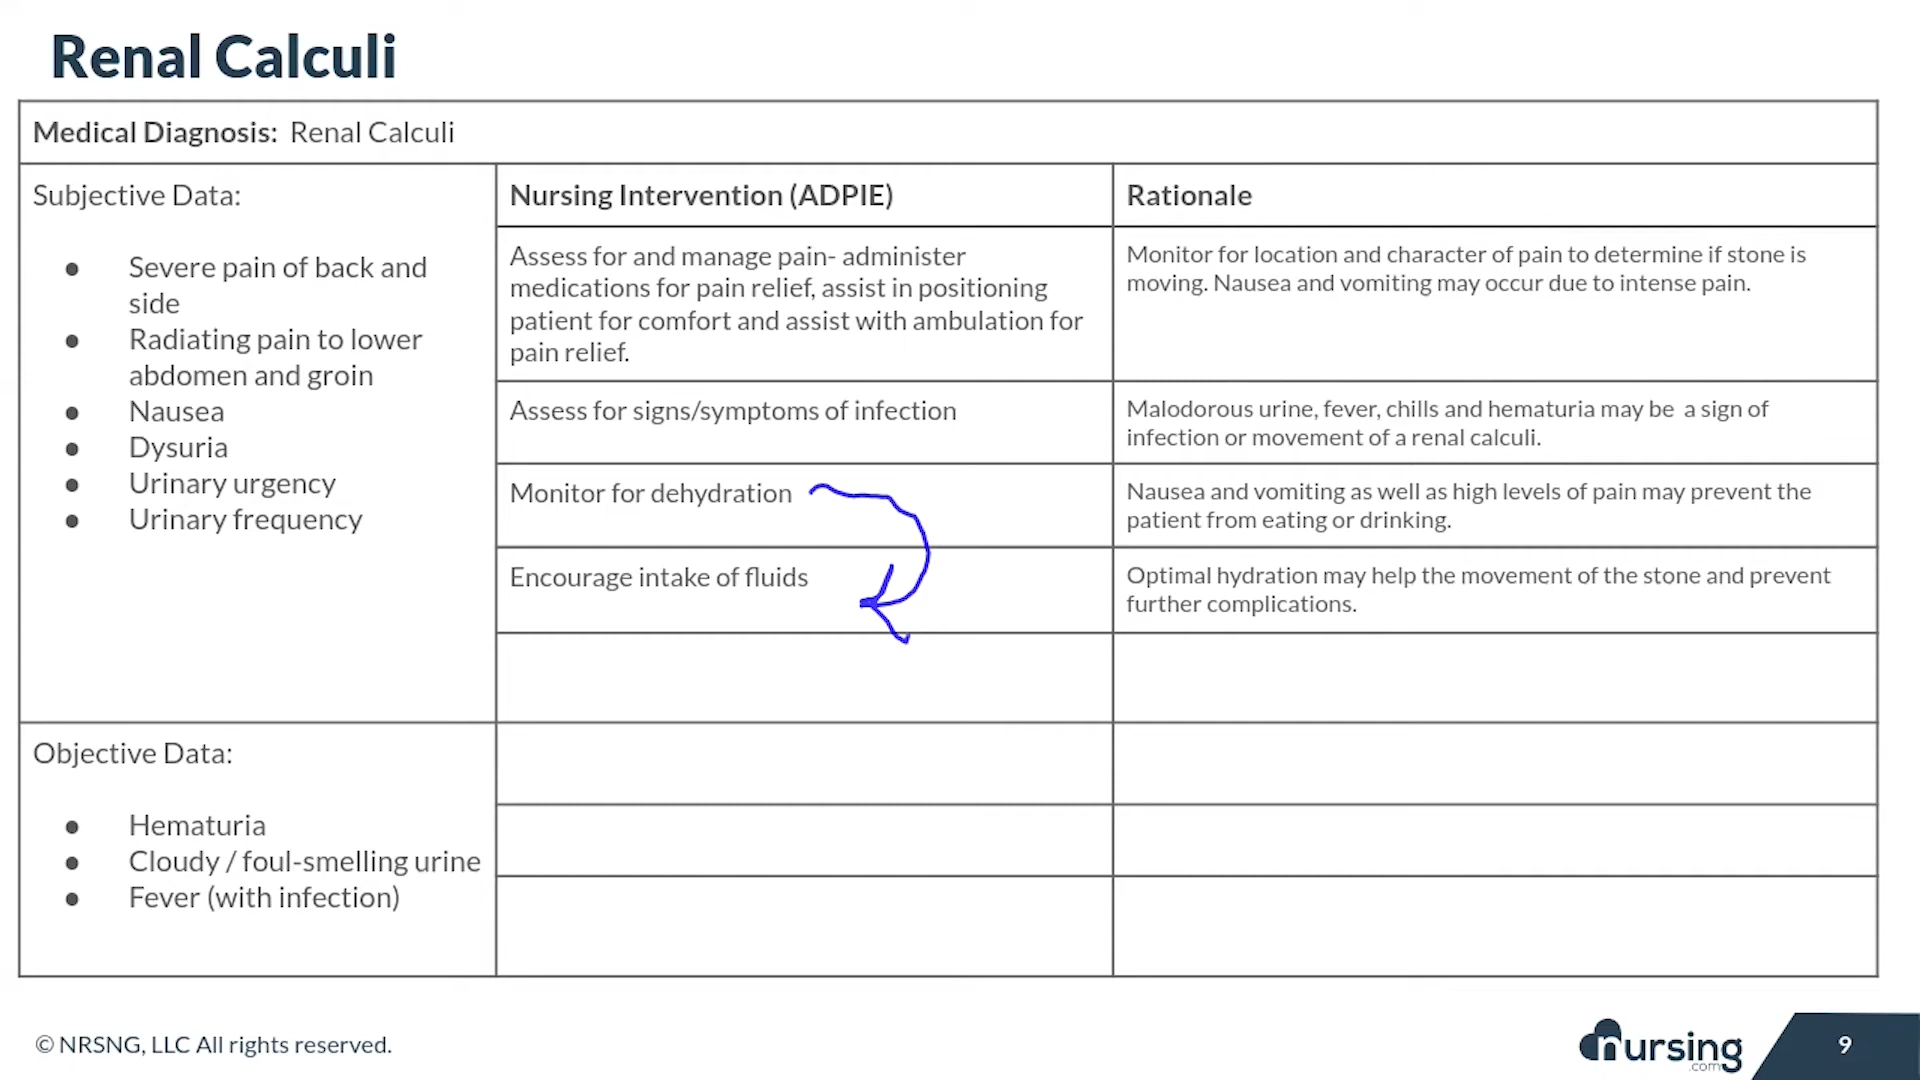 Renal Calculi
Medical Diagnosis: Renal Calculi
Subjective Data:
● Severe pain of back and
side
● Radiating pain to lower
abdomen and groin
● Nausea
● Dysuria
● Urinary urgency
● Urinary frequency
Objective Data:
● Hematuria
● Cloudy / foul-smelling urine
● Fever (with infection)
Nursing Intervention (ADPIE)
Rationale
Assess for and manage pain- administer
medications for pain relief, assist in positioning
patient for comfort and assist with ambulation for
pain relief.
Monitor for location and character of pain to determine if stone is
moving. Nausea and vomiting may occur due to intense pain.
Assess for signs/symptoms of infection
Malodorous urine, fever, chills and hematuria may be a sign of
infection or movement of a renal calculi.
Monitor for dehydration
Nausea and vomiting as well as high levels of pain may prevent the
patient from eating or drinking.
Encourage intake of fluids
Optimal hydration may help the movement of the stone and prevent
further complications.
© NRSNG, LLC All rights reserved.
nursing
.com
9